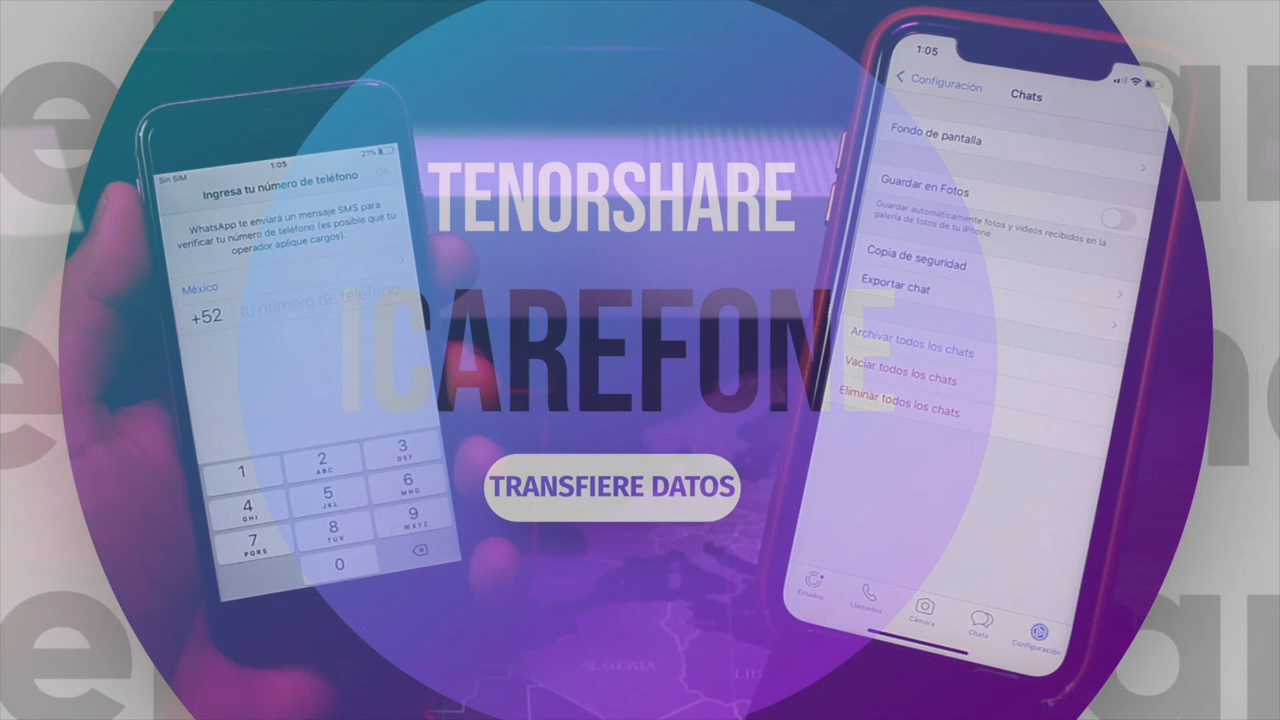 TENORSHARE
ICAREFONE
TRANSFIERE DATOS
Sin SIM
1:05
21%
Ingresa tu número de teléfono
OK
WhatsApp te enviará un mensaje SMS para
verificar tu número de teléfono (es posible que tu
operador aplique cargos).
México
+52
tu número de teléfono
1
2
ABC
3
DEF
4
GHI
5
JKL
6
MNO
7
PQRS
8
TUV
9
WXYZ
0
1:05
Configuración
Chats
Fondo de pantalla
Guardar en Fotos
Guardar automáticamente fotos y videos recibidos en la
galería de fotos de tu iPhone
Copia de seguridad
Exportar chat
Archivar todos los chats
Vaciar todos los chats
Eliminar todos los chats
Estados
Llamadas
Cámara
Chats
Configuración
ALGERIA